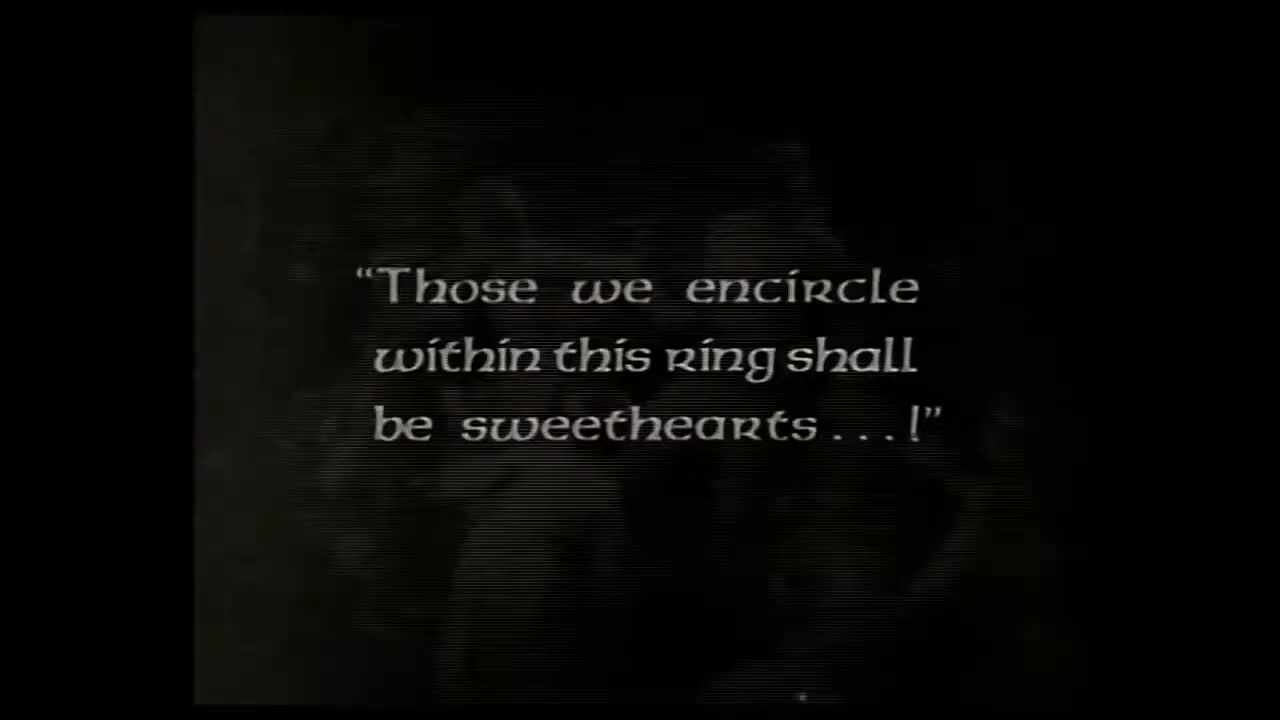 “Those we encircle
within this ring shall
be sweethearts...!”